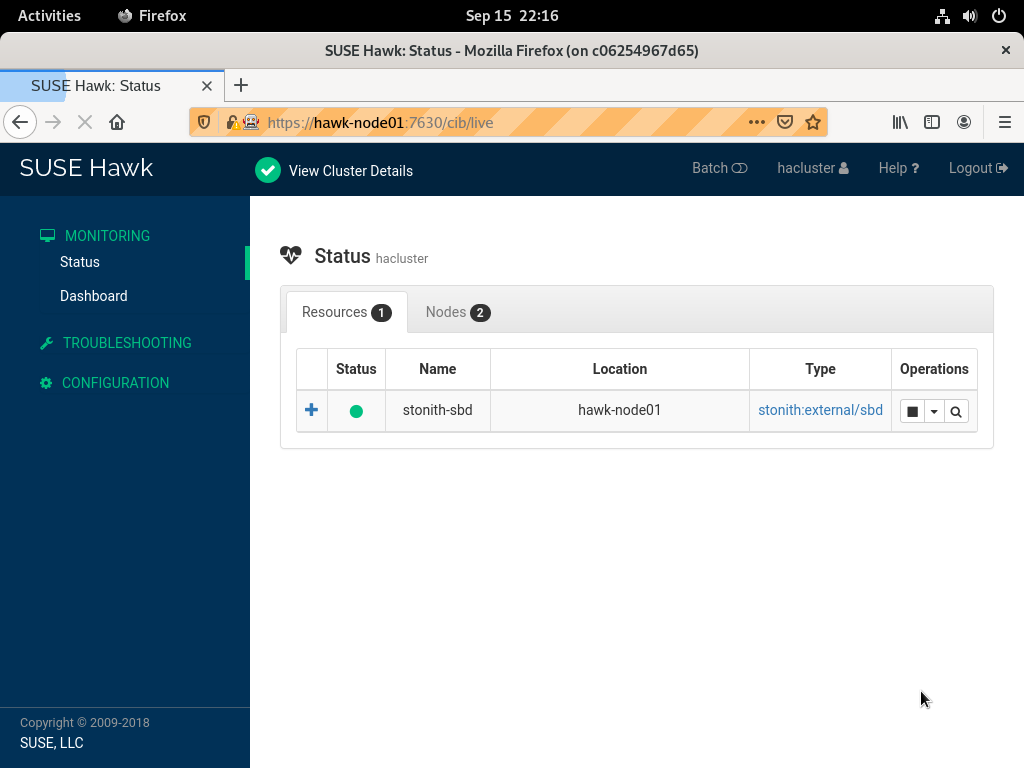 Activities Firefox Sep 15 22:16
SUSE Hawk: Status - Mozilla Firefox (on c06254967d65)
SUSE Hawk: Status
https://hawk-node01:7630/cib/live
SUSE Hawk View Cluster Details Batch hacluster Help ? Logout
MONITORING
Status
Dashboard
TROUBLESHOOTING
CONFIGURATION
Status hacluster
Resources 1 Nodes 2
Status Name Location Type Operations
stonith-sbd hawk-node01 stonith:external/sbd
Copyright © 2009-2018
SUSE, LLC